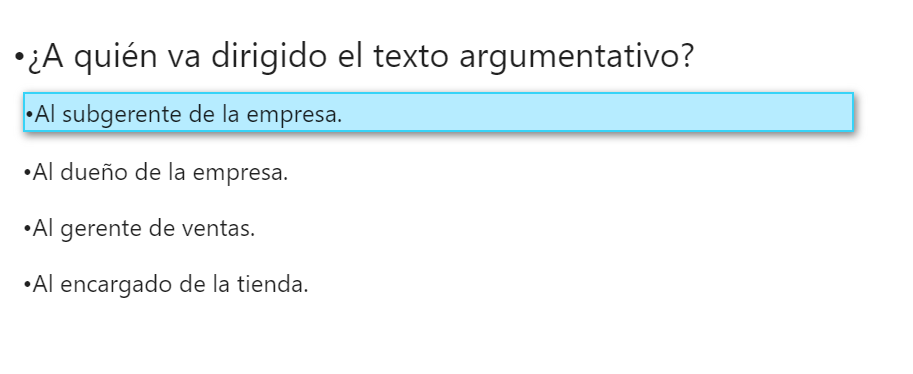 •¿A quién va dirigido el texto argumentativo?
•Al subgerente de la empresa.
•Al dueño de la empresa.
•Al gerente de ventas.
•Al encargado de la tienda.